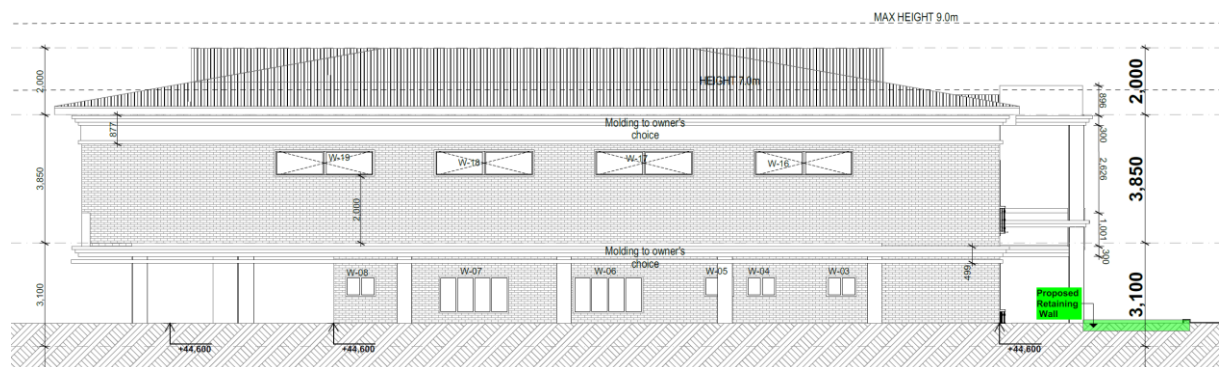 MAX HEIGHT 9.0m
2,000
HEIGHT 7.0m
2,000
896
877
Molding to owner's
choice
300
W-19
W-18
W-17
W-16
2,626
3,850
2,000
3,850
1,001
Molding to owner's
choice
499
300
W-08
W-07
W-06
W-05
W-04
W-03
3,100
Proposed
Retaining
Wall
3,100
+44,600
+44,600
+44,600